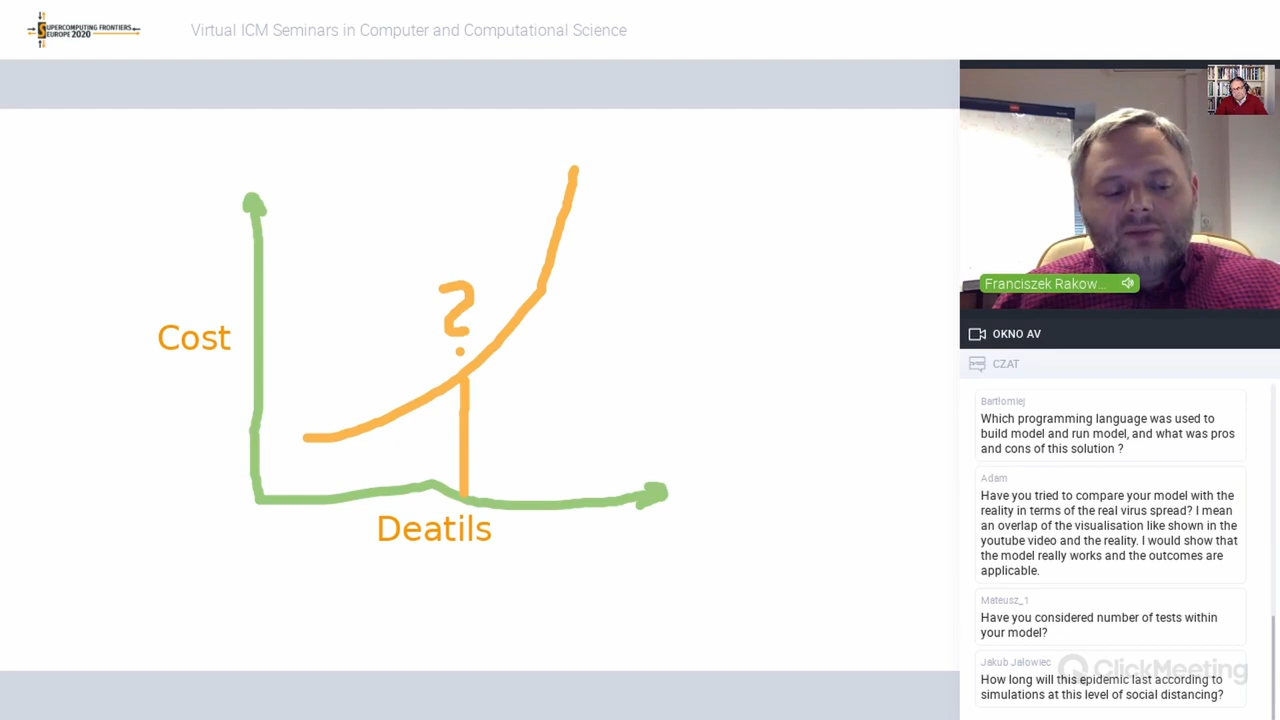 SUPERCOMPUTING FRONTIERS
EUROPE 2020
Virtual ICM Seminars in Computer and Computational Science
?
Cost
Deatils
Franciszek Rakow...
OKNO AV
CZAT
Bartłomiej
Which programming language was used to
build model and run model, and what was pros
and cons of this solution ?
Adam
Have you tried to compare your model with the
reality in terms of the real virus spread? I mean
an overlap of the visualisation like shown in the
youtube video and the reality. I would show that
the model really works and the outcomes are
applicable.
Mateusz_1
Have you considered number of tests within
your model?
Jakub Jałowiec
How long will this epidemic last according to
simulations at this level of social distancing?
ClickMeeting